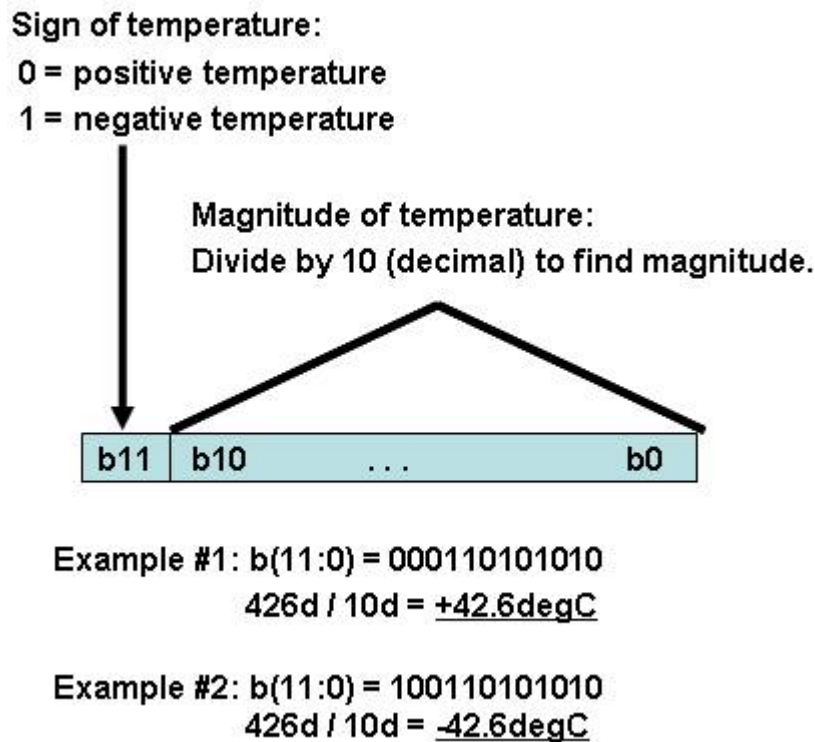 Sign of temperature:
0 = positive temperature
1 = negative temperature
Magnitude of temperature:
Divide by 10 (decimal) to find magnitude.
b11 b10 . . . b0
Example #1: b(11:0) = 000110101010
426d / 10d = +42.6degC
Example #2: b(11:0) = 100110101010
426d / 10d = -42.6degC